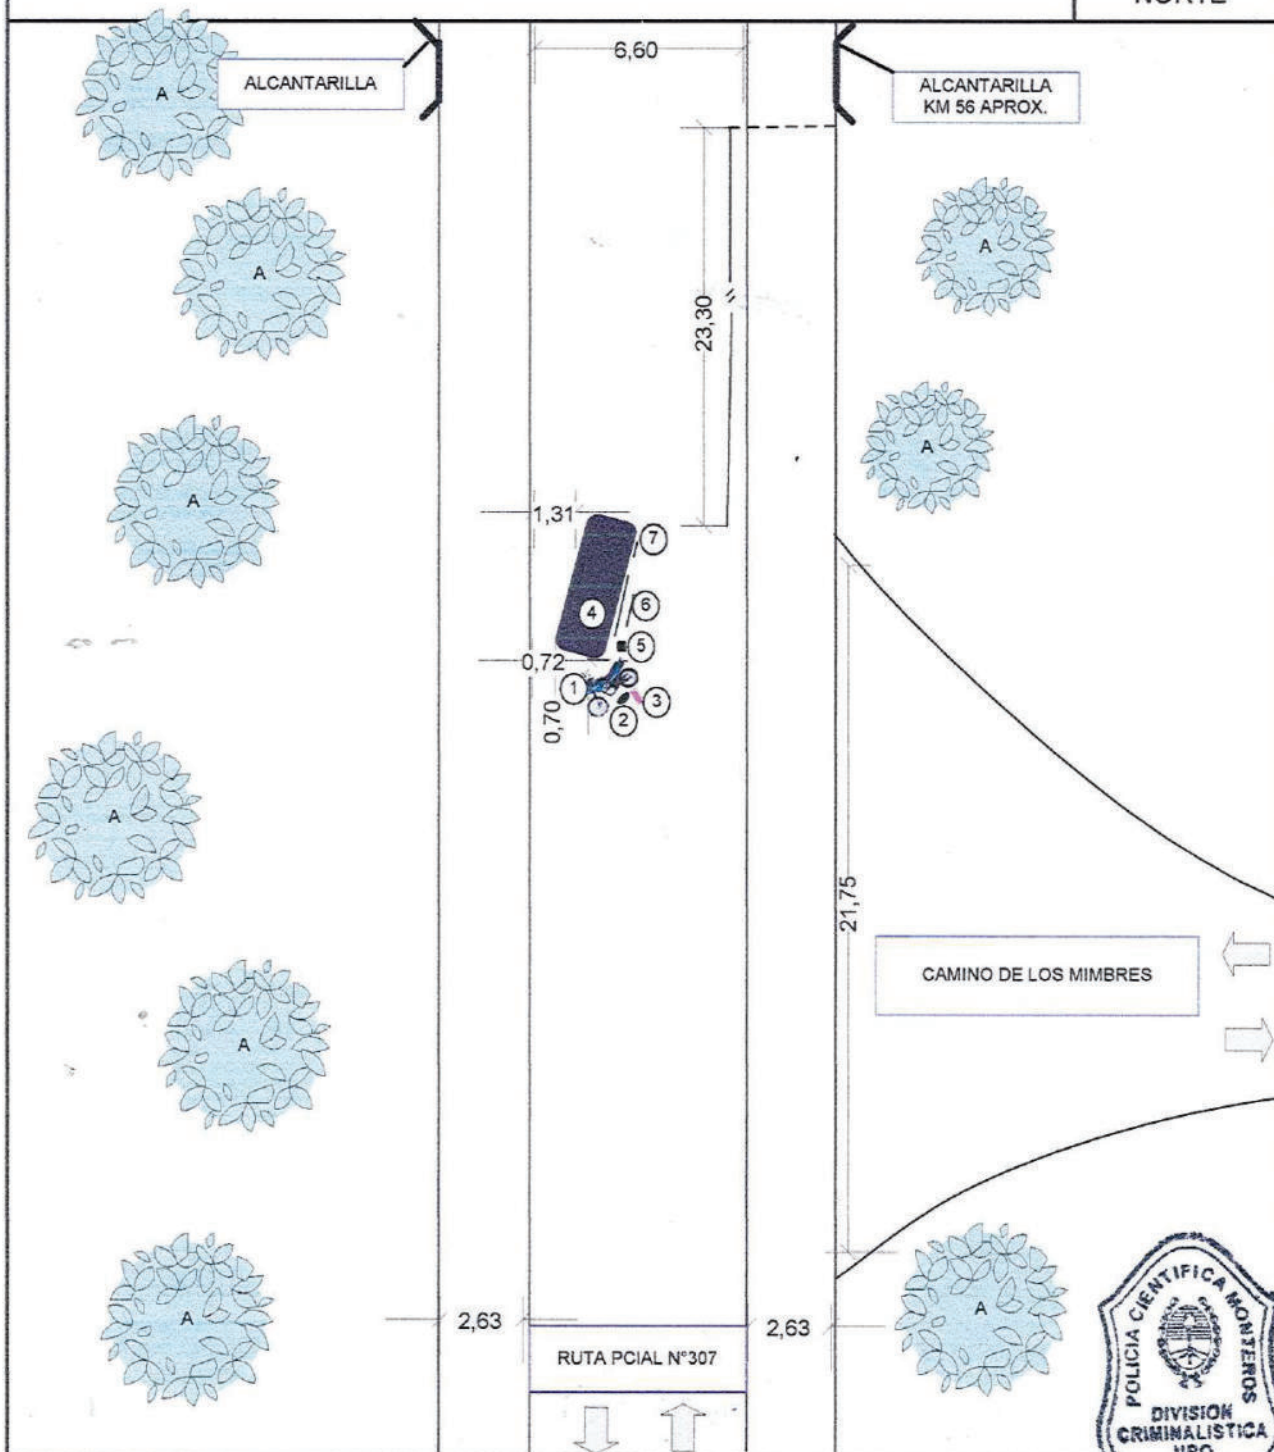 NORTE
6,60
ALCANTARILLA
ALCANTARILLA
KM 56 APROX.
A
A
A
23,30
A
A
1,31
7
4
6
5
0,72
1
3
2
0,70
A
21,75
CAMINO DE LOS MIMBRES
A
A
A
2,63
2,63
RUTA PCIAL N°307
POLICIA CIENTIFICA MONTEROS
DIVISION
CRIMINALISTICA